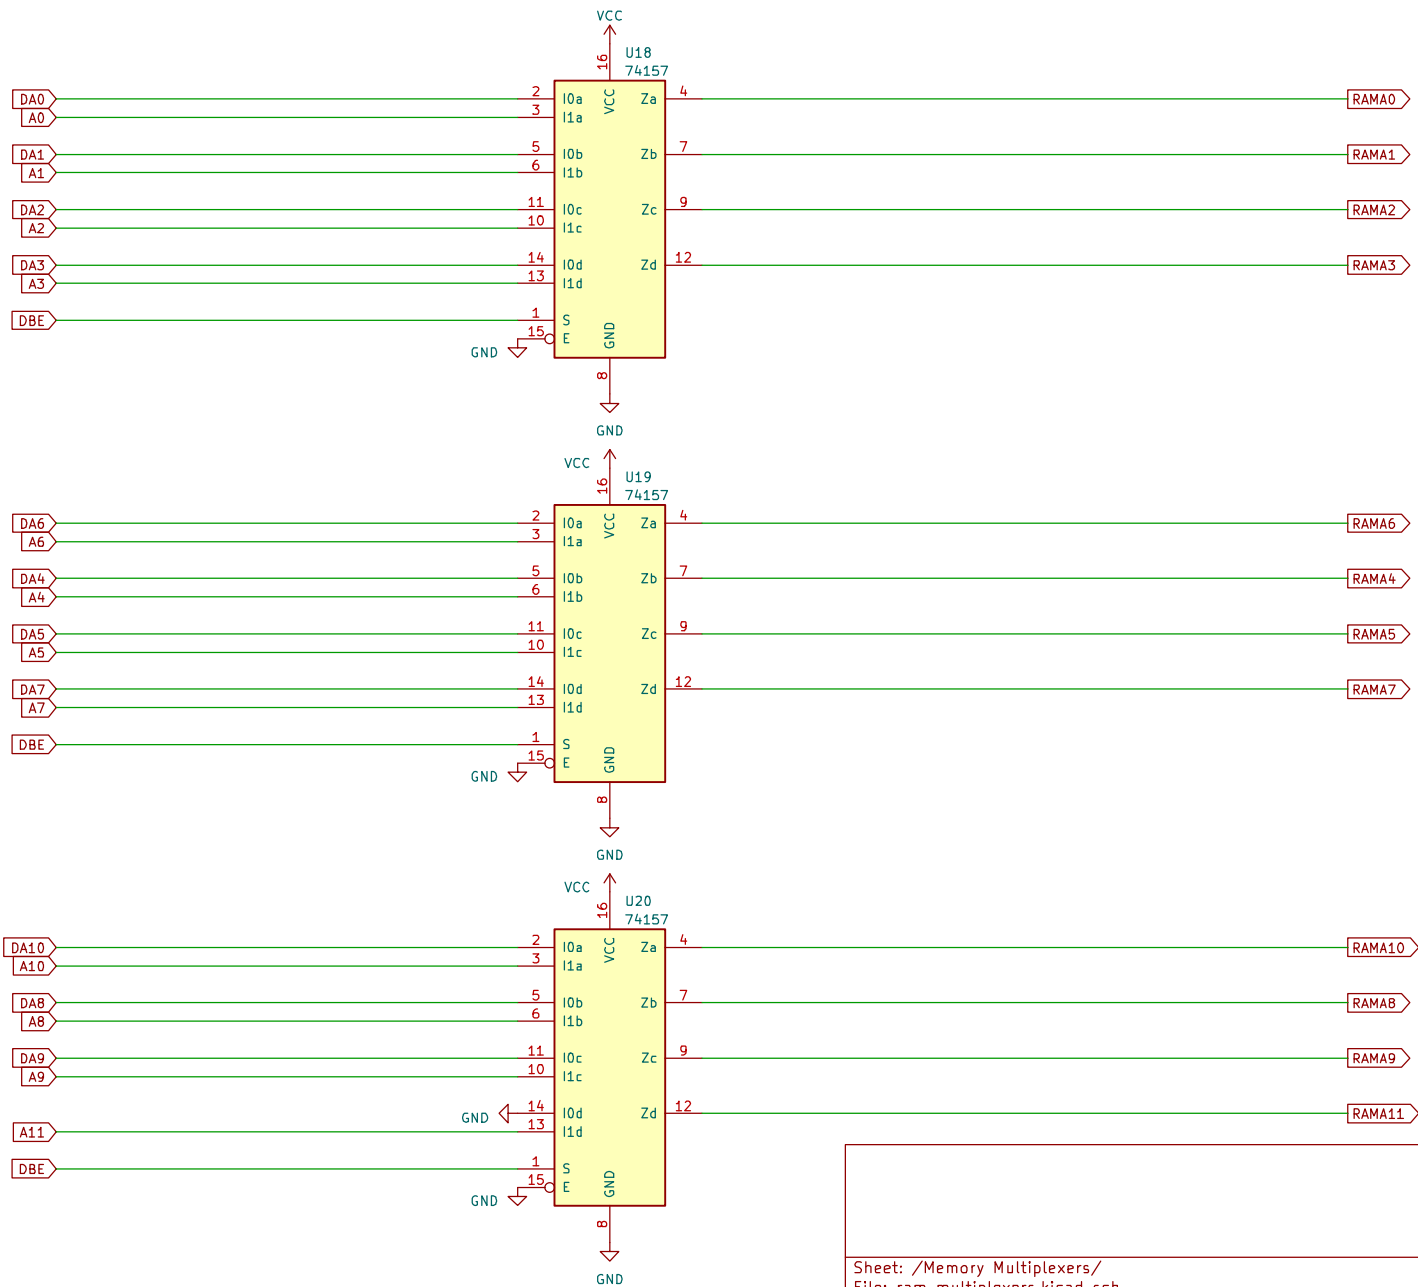 VCC
U18
74157
16
DA0 2 I0a VCC Za 4 RAMA0
A0 3 I1a
DA1 5 I0b Zb 7 RAMA1
A1 6 I1b
DA2 11 I0c Zc 9 RAMA2
A2 10 I1c
DA3 14 I0d Zd 12 RAMA3
A3 13 I1d
DBE 1 S
GND 15 E GND
8
GND
VCC
U19
74157
16
DA6 2 I0a VCC Za 4 RAMA6
A6 3 I1a
DA4 5 I0b Zb 7 RAMA4
A4 6 I1b
DA5 11 I0c Zc 9 RAMA5
A5 10 I1c
DA7 14 I0d Zd 12 RAMA7
A7 13 I1d
DBE 1 S
GND 15 E GND
8
GND
VCC
U20
74157
16
DA10 2 I0a VCC Za 4 RAMA10
A10 3 I1a
DA8 5 I0b Zb 7 RAMA8
A8 6 I1b
DA9 11 I0c Zc 9 RAMA9
A9 10 I1c
GND 14 I0d Zd 12 RAMA11
A11 13 I1d
DBE 1 S
GND 15 E GND
8
GND
Sheet: /Memory Multiplexers/
File: ram_multiplexers.kicad_sch